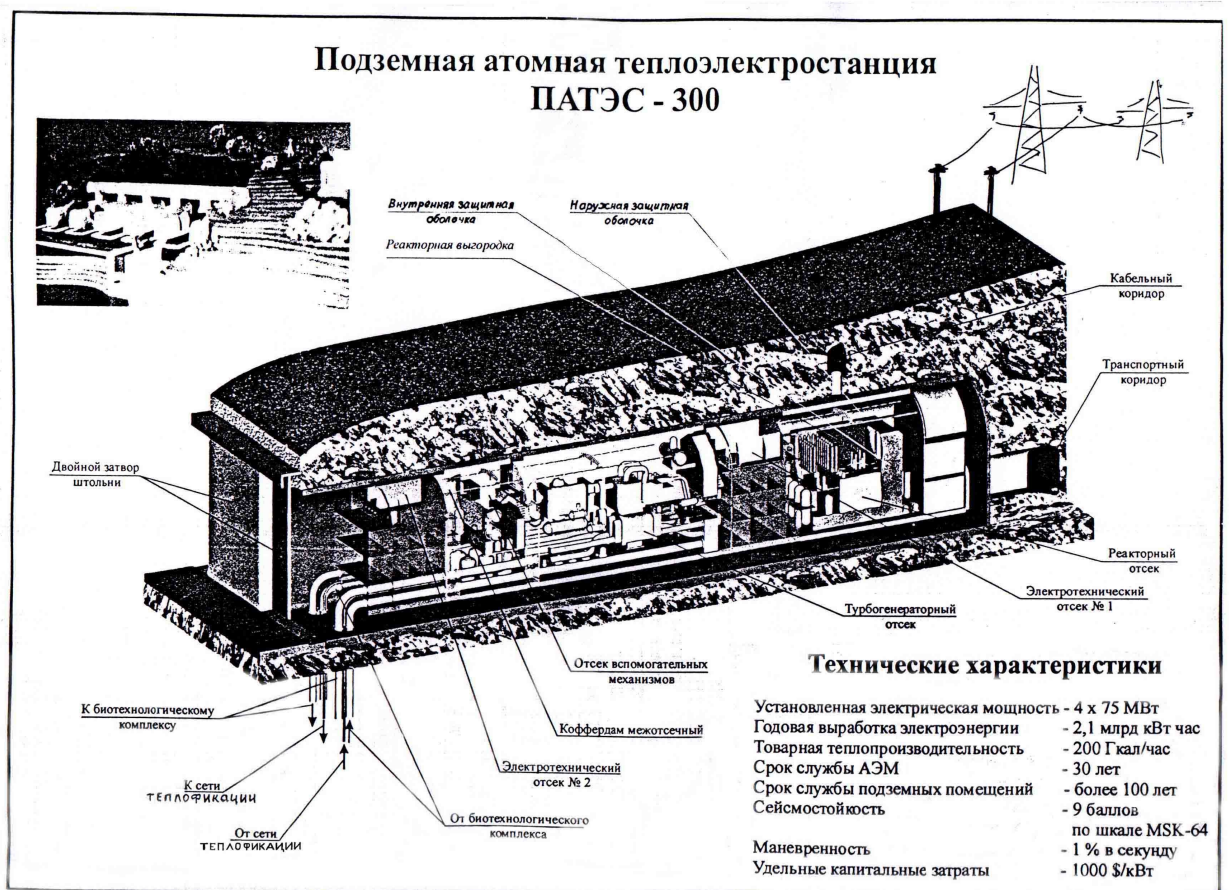 Подземная атомная теплоэлектростанция
ПАТЭС - 300
Внутренняя защитная
оболочка
Наружная защитная
оболочка
Реакторная выгородка
Кабельный
коридор
Транспортный
коридор
Двойной затвор
штольни
Реакторный
отсек
Электротехнический
отсек № 1
Турбогенераторный
отсек
Отсек вспомогательных
механизмов
К биотехнологическому
комплексу
Коффердам межотсечный
Электротехнический
отсек № 2
К сети
ТЕПЛОФИКАЦИИ
От биотехнологического
комплекса
От сети
ТЕПЛОФИКАЦИИ
Технические характеристики
Установленная электрическая мощность - 4 x 75 МВт
Годовая выработка электроэнергии - 2,1 млрд кВт час
Товарная теплопроизводительность - 200 Гкал/час
Срок службы АЭМ - 30 лет
Срок службы подземных помещений - более 100 лет
Сейсмостойкость - 9 баллов
по шкале MSK-64
Маневренность - 1 % в секунду
Удельные капитальные затраты - 1000 $/кВт